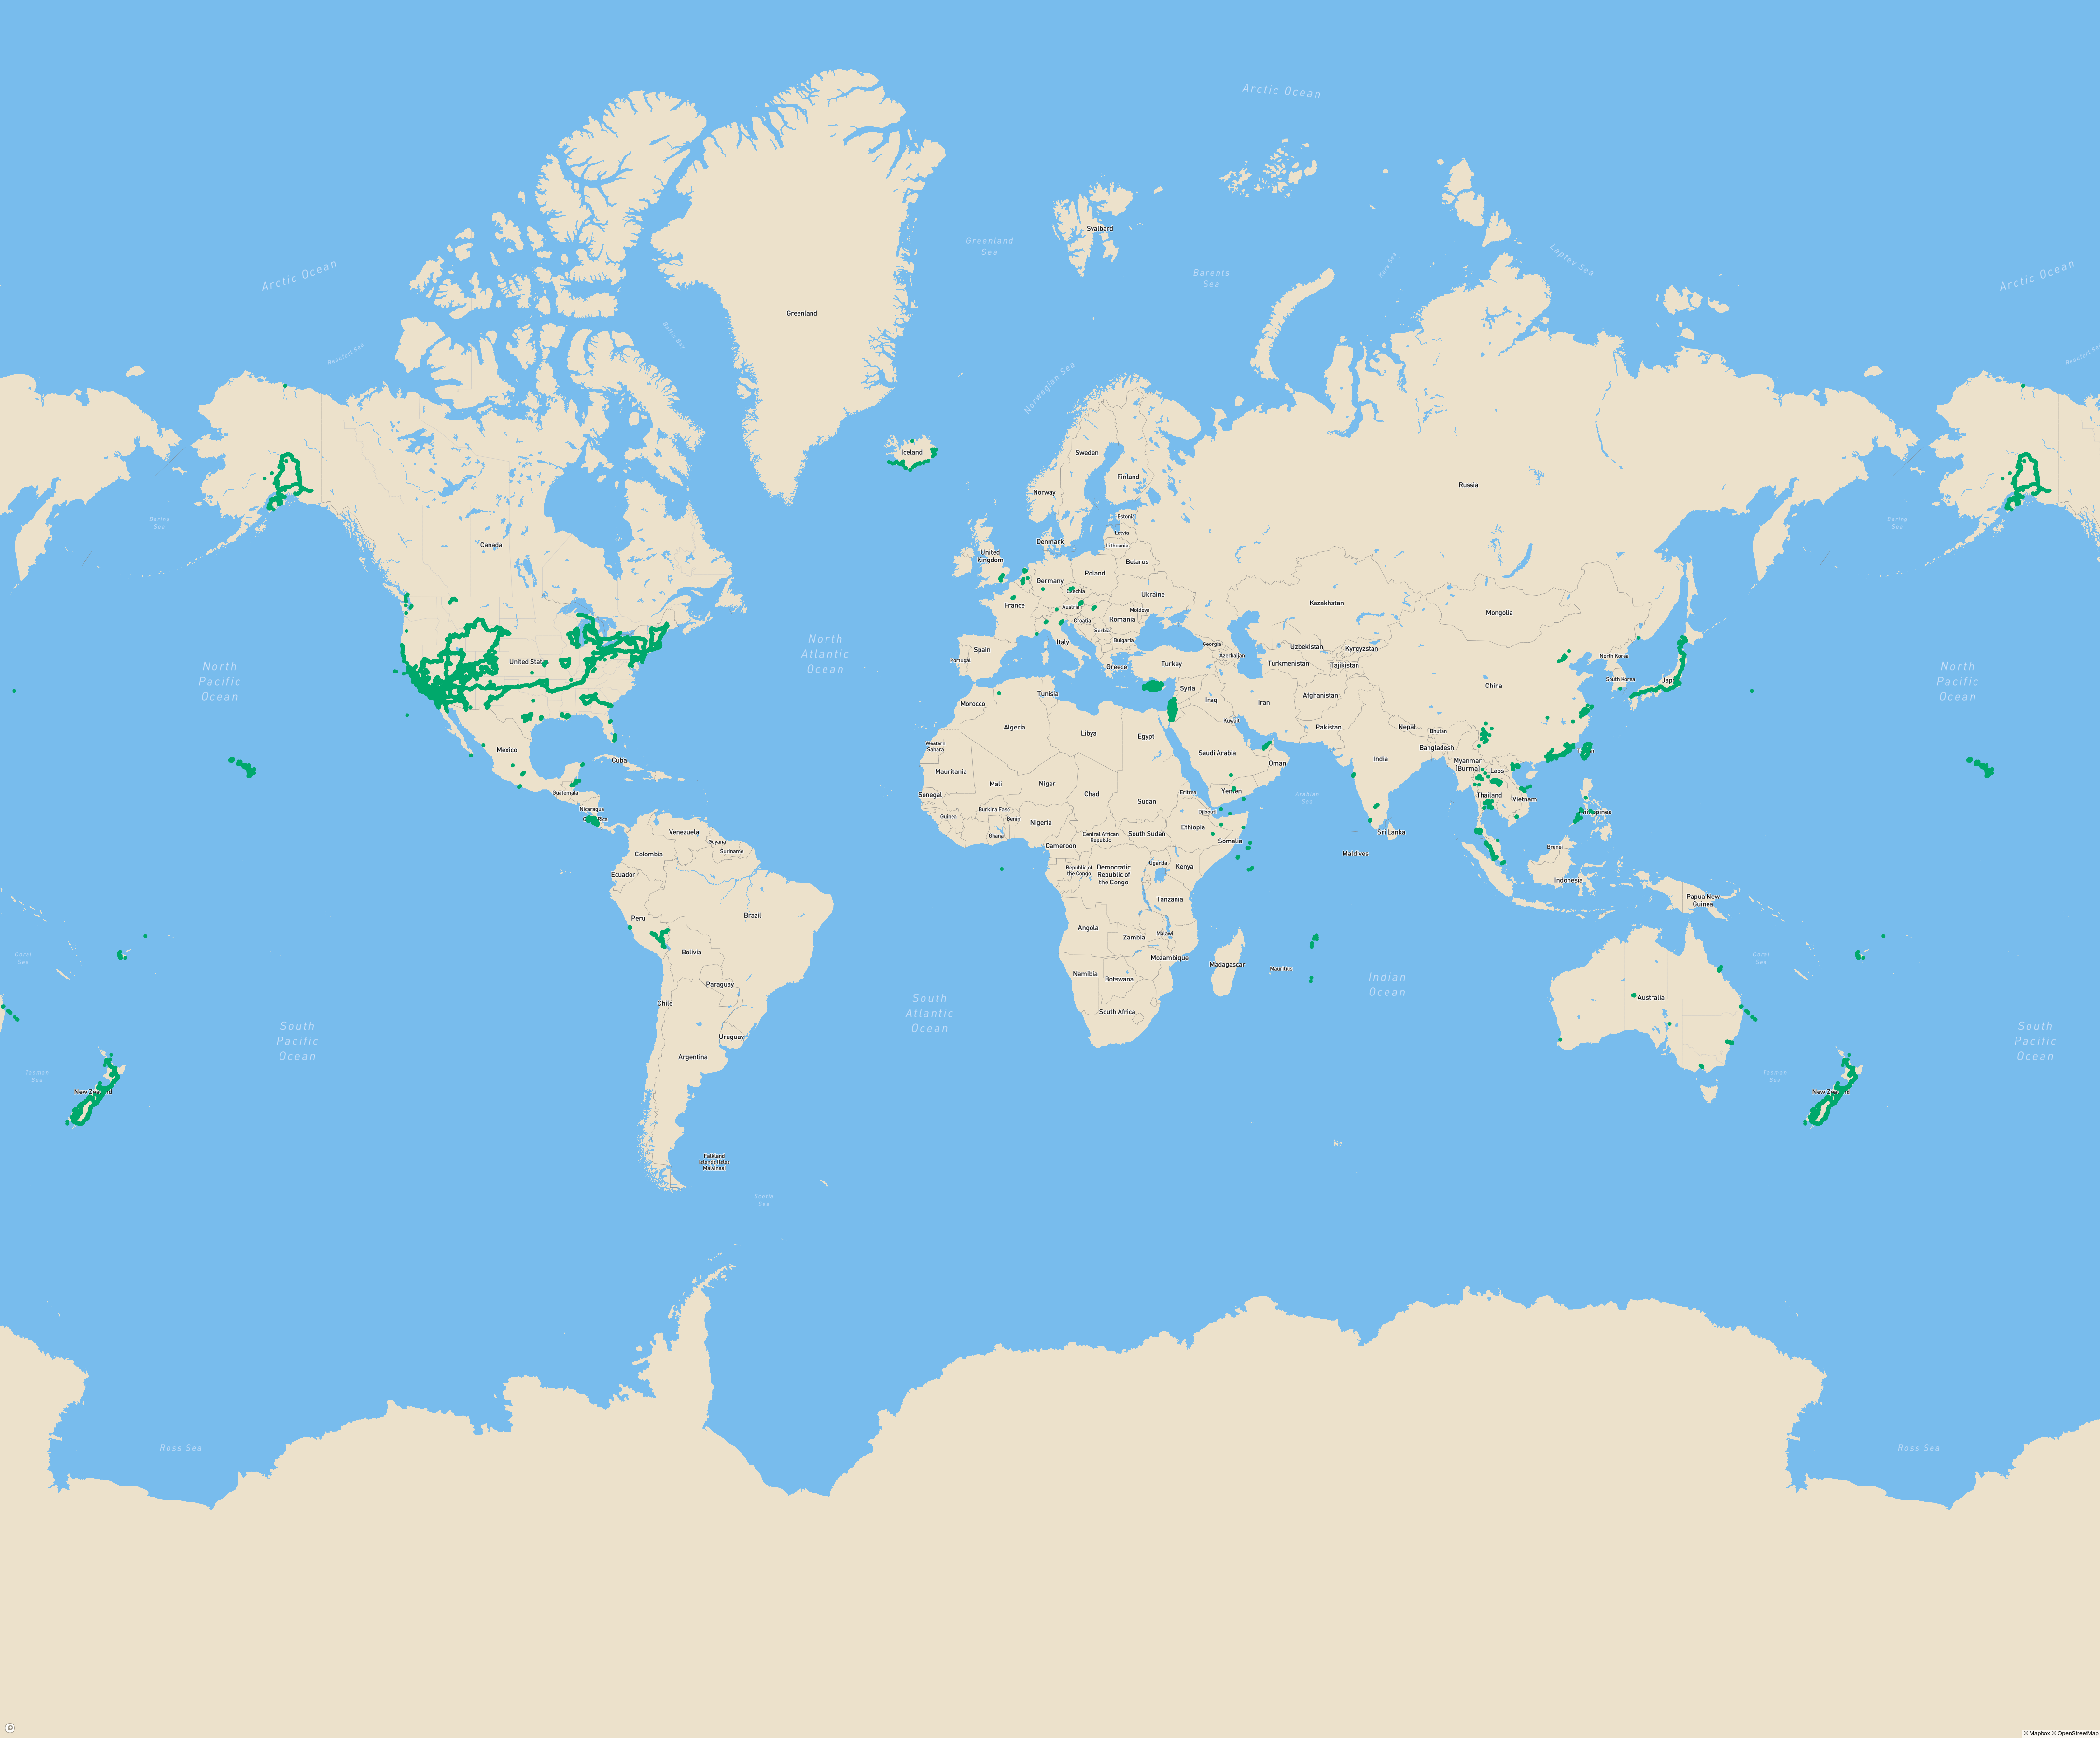 Arctic Ocean
Arctic Ocean
Arctic Ocean
Svalbard
Greenland
Sea
Barents
Sea
Kara Sea
Laptev Sea
Greenland
Beaufort Sea
Baffin Bay
Norwegian Sea
Iceland
Sweden
Finland
Norway
Russia
Bering
Sea
Bering
Sea
Canada
Estonia
Latvia
Lithuania
Denmark
United
Kingdom
Belarus
Poland
Germany
Czechia
Ukraine
Kazakhstan
Mongolia
France
Austria
Moldova
Romania
Croatia
Serbia
Bulgaria
Italy
Georgia
Azerbaijan
Uzbekistan
Kyrgyzstan
Turkmenistan
Tajikistan
North Korea
South Korea
China
Spain
Portugal
Greece
Turkey
Syria
Iraq
Iran
Afghanistan
Pakistan
Kuwait
United States
North
Pacific
Ocean
North
Atlantic
Ocean
North
Pacific
Ocean
Tunisia
Morocco
Algeria
Libya
Egypt
Western
Sahara
Saudi Arabia
Oman
Yemen
Nepal
Bhutan
Bangladesh
India
Myanmar
(Burma)
Laos
Thailand
Vietnam
Philippines
Mexico
Cuba
Guatemala
Nicaragua
Mauritania
Mali
Niger
Chad
Sudan
Eritrea
Djibouti
Senegal
Guinea
Burkina Faso
Benin
Ghana
Nigeria
Cameroon
Central African
Republic
South Sudan
Ethiopia
Somalia
Arabian
Sea
Sri Lanka
Maldives
Brunei
Indonesia
Papua New
Guinea
Venezuela
Guyana
Suriname
Colombia
Ecuador
Peru
Brazil
Bolivia
Paraguay
Chile
Uruguay
Argentina
Republic of
the Congo
Democratic
Republic of
the Congo
Uganda
Kenya
Tanzania
Angola
Zambia
Malawi
Mozambique
Namibia
Botswana
Madagascar
Mauritius
South Africa
Indian
Ocean
Australia
Coral
Sea
Coral
Sea
South
Pacific
Ocean
South
Atlantic
Ocean
South
Pacific
Ocean
Tasman
Sea
Tasman
Sea
New Zealand
New Zealand
Falkland
Islands (Islas
Malvinas)
Scotia
Sea
Ross Sea
Ross Sea
© Mapbox © OpenStreetMap